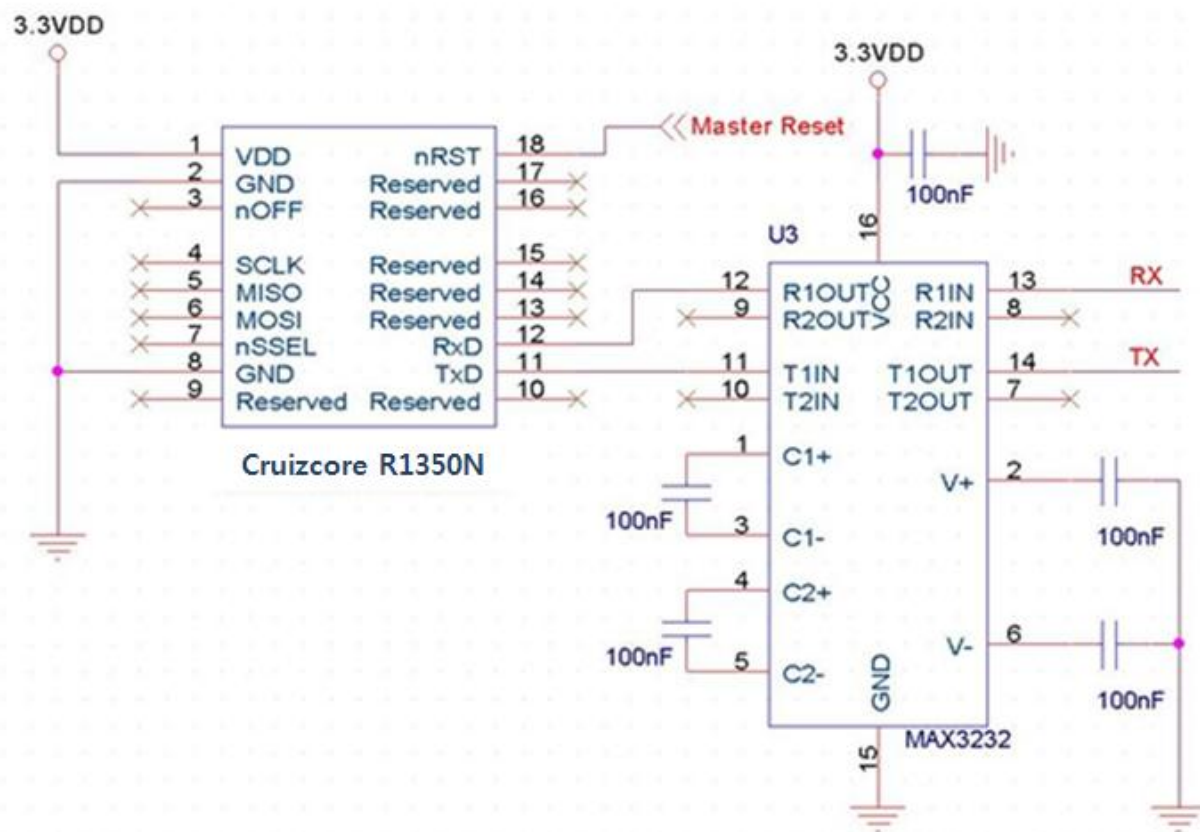 3.3VDD
3.3VDD
Master Reset
100nF
1 VDD nRST 18
2 GND Reserved 17
3 nOFF Reserved 16
4 SCLK Reserved 15
5 MISO Reserved 14
6 MOSI Reserved 13
7 nSSEL RxD 12
8 GND TxD 11
9 Reserved Reserved 10
Cruizcore R1350N
U3
16
VCC
12 R1OUT R1IN 13 RX
9 R2OUT R2IN 8
11 T1IN T1OUT 14 TX
10 T2IN T2OUT 7
1 C1+
V+ 2
100nF
100nF
3 C1-
4 C2+
V- 6
100nF
100nF
5 C2-
GND
15
MAX3232